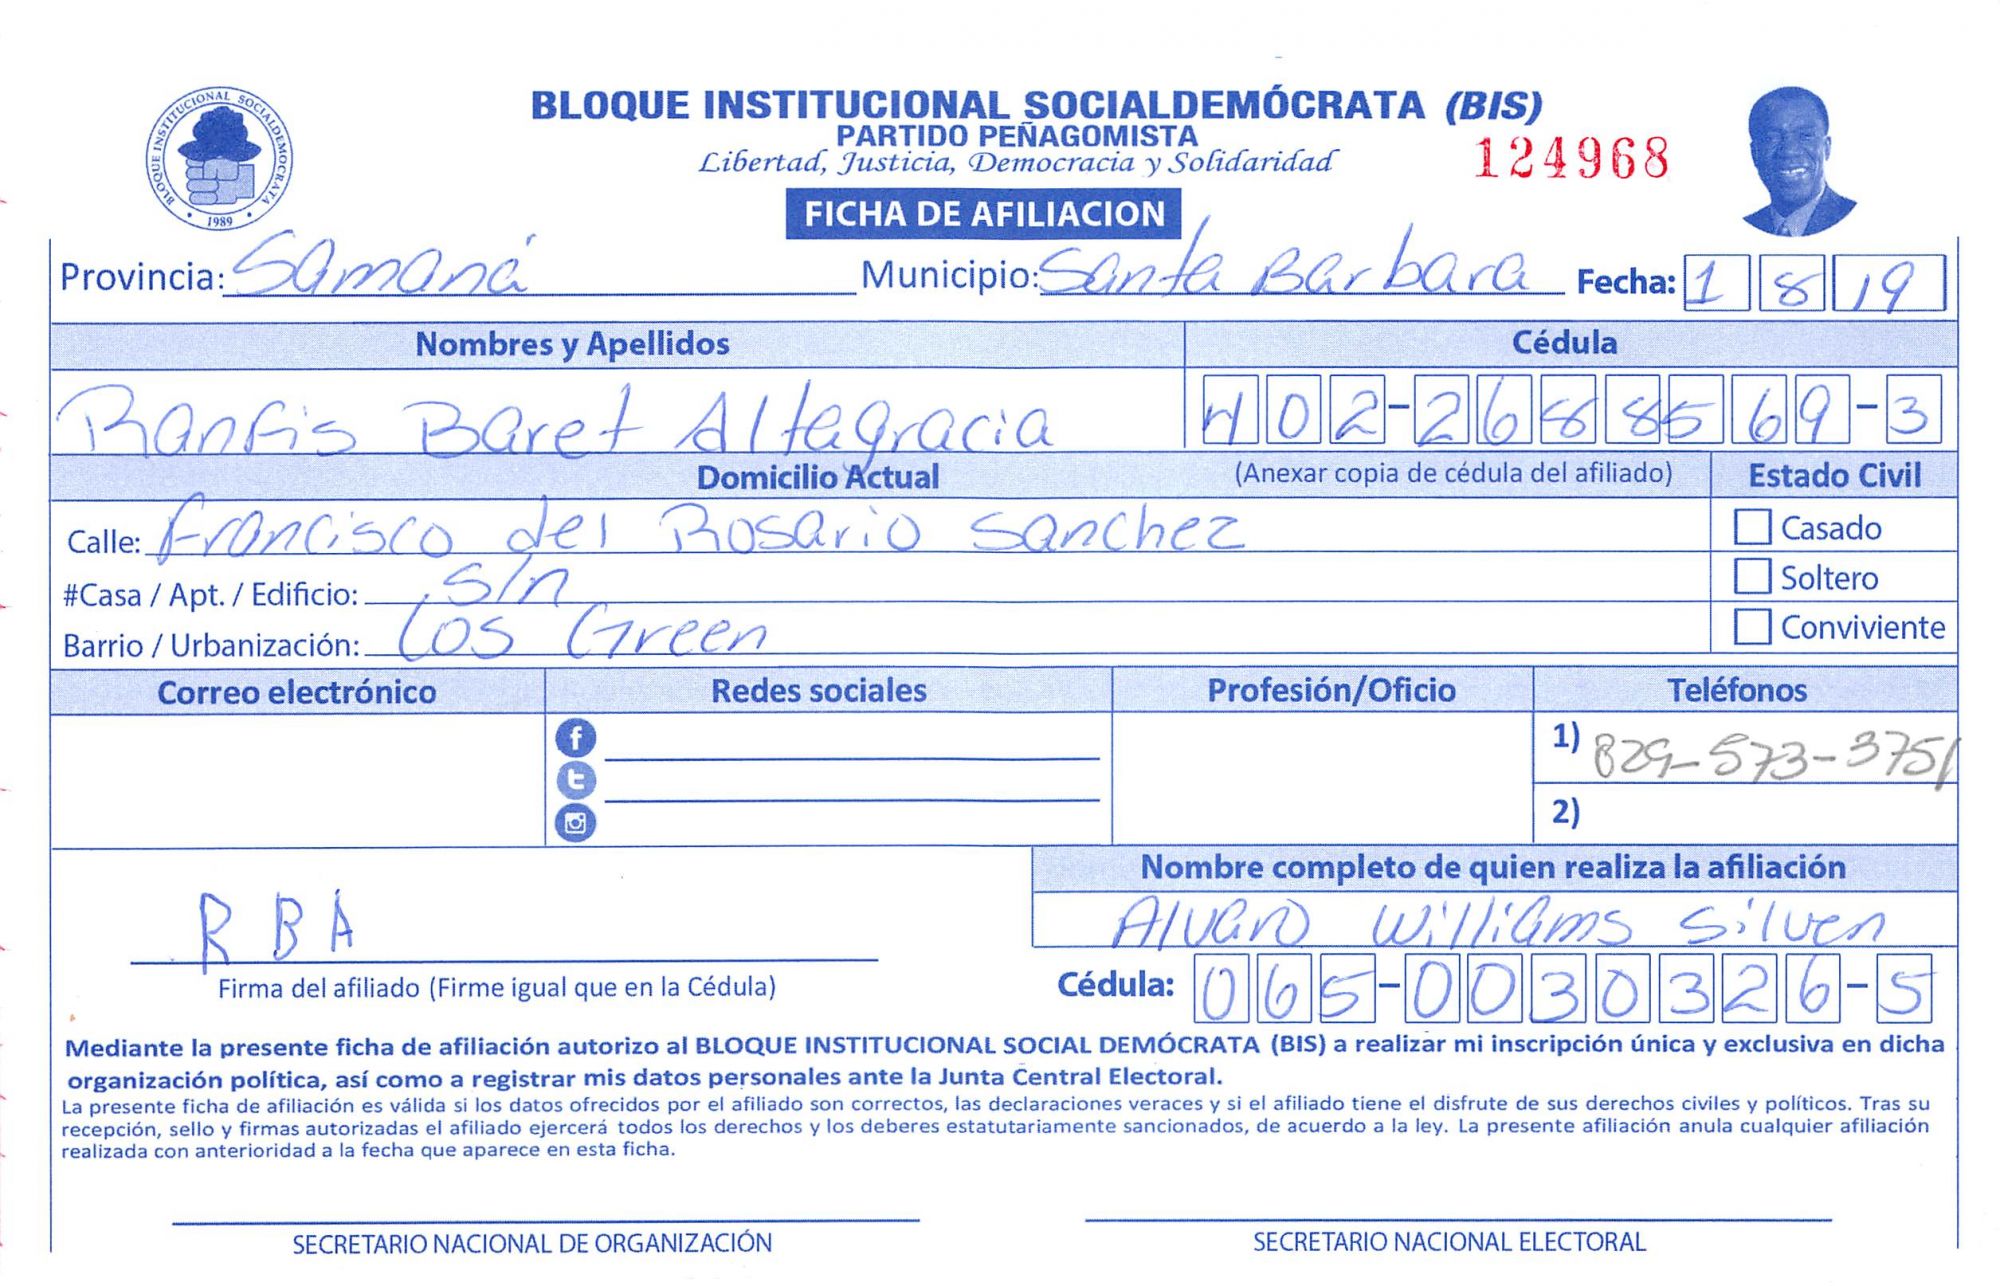 BLOQUE INSTITUCIONAL SOCIALDEMOCRATA
1989
BLOQUE INSTITUCIONAL SOCIALDEMÓCRATA (BIS)
PARTIDO PEÑAGOMISTA
Libertad, Justicia, Democracia y Solidaridad
124968
FICHA DE AFILIACION
Provincia: Samaná Municipio: Santa Barbara Fecha: 1 8 19
Nombres y Apellidos Cédula
Ranfis Baret Altagracia 402-2688569-3
Domicilio Actual (Anexar copia de cédula del afiliado) Estado Civil
Calle: Francisco del Rosario Sanchez Casado
#Casa / Apt. / Edificio: s/n Soltero
Barrio / Urbanización: Los Green Conviviente
Correo electrónico Redes sociales Profesión/Oficio Teléfonos
1) 829-573-3751
2)
Nombre completo de quien realiza la afiliación
RBA Alvaro Williams Silven
Firma del afiliado (Firme igual que en la Cédula) Cédula: 065-0030326-5
Mediante la presente ficha de afiliación autorizo al BLOQUE INSTITUCIONAL SOCIAL DEMÓCRATA (BIS) a realizar mi inscripción única y exclusiva en dicha
organización política, así como a registrar mis datos personales ante la Junta Central Electoral.
La presente ficha de afiliación es válida si los datos ofrecidos por el afiliado son correctos, las declaraciones veraces y si el afiliado tiene el disfrute de sus derechos civiles y políticos. Tras su
recepción, sello y firmas autorizadas el afiliado ejercerá todos los derechos y los deberes estatutariamente sancionados, de acuerdo a la ley. La presente afiliación anula cualquier afiliación
realizada con anterioridad a la fecha que aparece en esta ficha.
SECRETARIO NACIONAL DE ORGANIZACIÓN SECRETARIO NACIONAL ELECTORAL